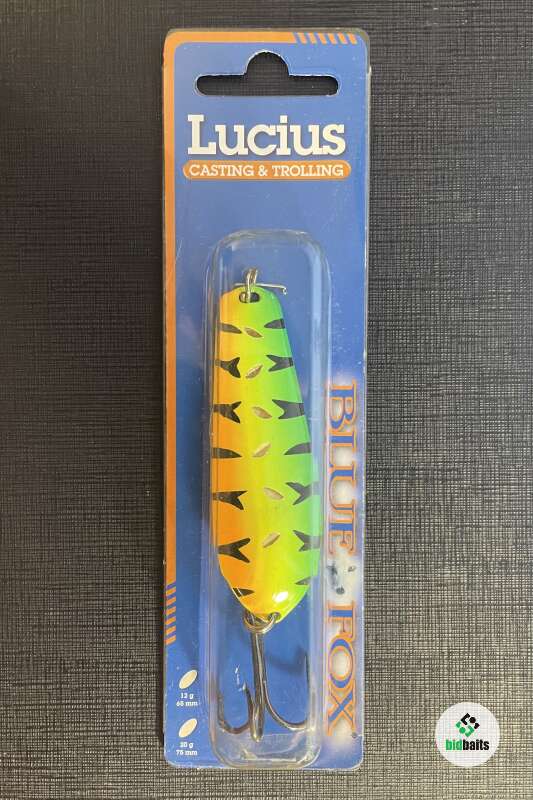 Lucius
CASTING & TROLLING
BLUE FOX
13 g
65 mm
20 g
75 mm
bidbaits